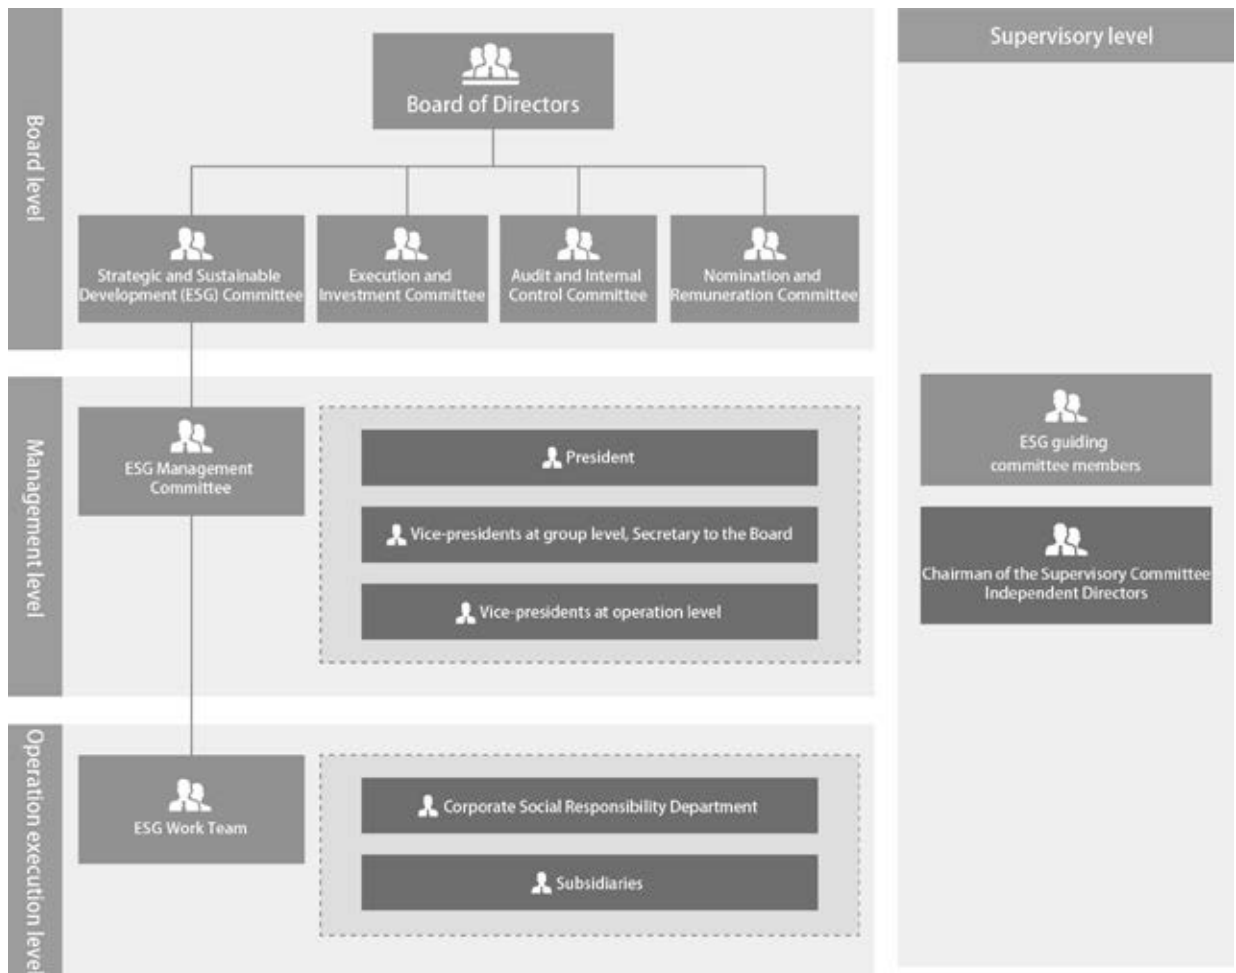 Board level
Board of Directors
Strategic and Sustainable
Development (ESG) Committee
Execution and
Investment Committee
Audit and Internal
Control Committee
Nomination and
Remuneration Committee
Management level
ESG Management
Committee
President
Vice-presidents at group level, Secretary to the Board
Vice-presidents at operation level
Operation execution level
ESG Work Team
Corporate Social Responsibility Department
Subsidiaries
Supervisory level
ESG guiding
committee members
Chairman of the Supervisory Committee
Independent Directors